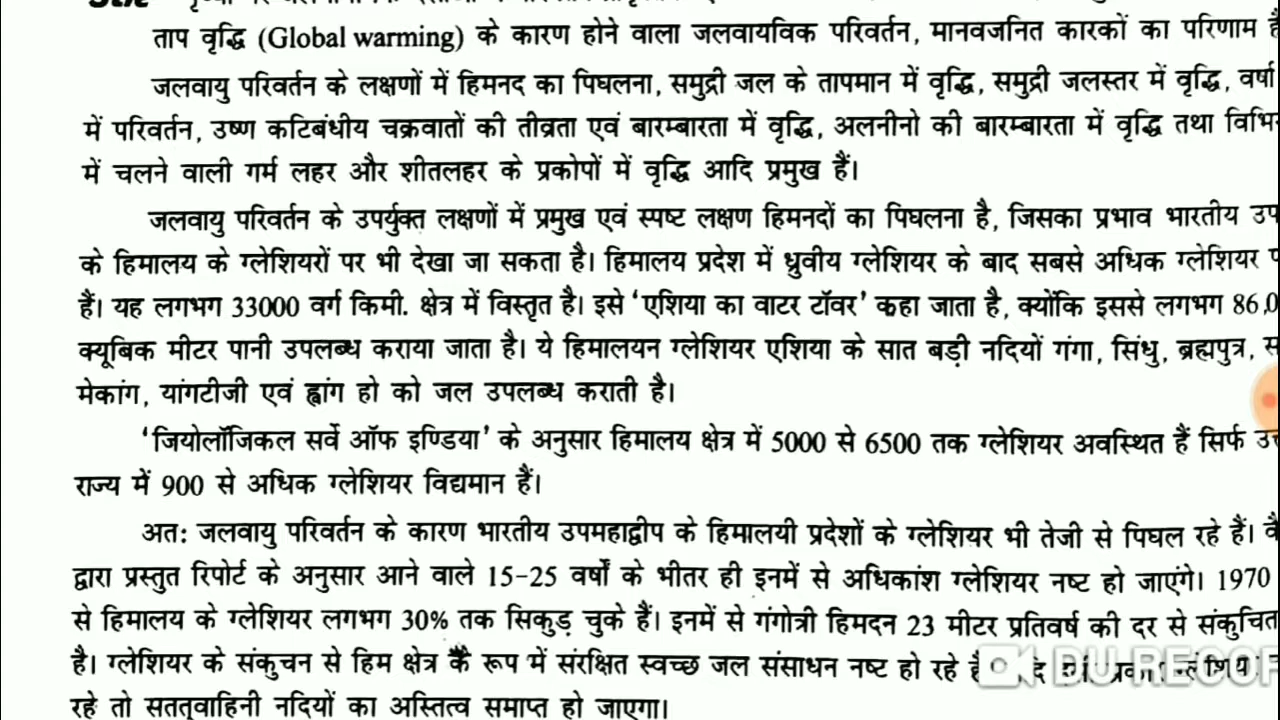 ताप वृद्धि (Global warming) के कारण होने वाला जलवायविक परिवर्तन, मानवजनित कारकों का परिणाम है
जलवायु परिवर्तन के लक्षणों में हिमनद का पिघलना, समुद्री जल के तापमान में वृद्धि, समुद्री जलस्तर में वृद्धि, वर्षा
में परिवर्तन, उष्ण कटिबंधीय चक्रवातों की तीव्रता एवं बारम्बारता में वृद्धि, अलनीनो की बारम्बारता में वृद्धि तथा
में चलने वाली गर्म लहर और शीतलहर के प्रकोपों में वृद्धि आदि प्रमुख हैं।
जलवायु परिवर्तन के उपर्युक्त लक्षणों में प्रमुख एवं स्पष्ट लक्षण हिमनदों का पिघलना है, जिसका प्रभाव भारतीय उप
के हिमालय के ग्लेशियरों पर भी देखा जा सकता है। हिमालय प्रदेश में ध्रुवीय ग्लेशियर के बाद सबसे अधिक ग्लेशियर
हैं। यह लगभग 33000 वर्ग किमी. क्षेत्र में विस्तृत है। इसे ‘एशिया का वाटर टॉवर’ कहा जाता है, क्योंकि इससे लगभग 86,0
क्यूबिक मीटर पानी उपलब्ध कराया जाता है। ये हिमालयन ग्लेशियर एशिया के सात बड़ी नदियों गंगा, सिंधु, ब्रह्मपुत्र,
मेकांग, यांगटीजी एवं ह्वांग हो को जल उपलब्ध कराती है।
‘जियोलॉजिकल सर्वे ऑफ इण्डिया’ के अनुसार हिमालय क्षेत्र में 5000 से 6500 तक ग्लेशियर अवस्थित हैं सिर्फ
राज्य में 900 से अधिक ग्लेशियर विद्यमान हैं।
अतः जलवायु परिवर्तन के कारण भारतीय उपमहाद्वीप के हिमालयी प्रदेशों के ग्लेशियर भी तेजी से पिघल रहे हैं।
द्वारा प्रस्तुत रिपोर्ट के अनुसार आने वाले 15-25 वर्षों के भीतर ही इनमें से अधिकांश ग्लेशियर नष्ट हो जाएंगे। 1970
से हिमालय के ग्लेशियर लगभग 30% तक सिकुड़ चुके हैं। इनमें से गंगोत्री हिमदन 23 मीटर प्रतिवर्ष की दर से संकुचित
है। ग्लेशियर के संकुचन से हिम क्षेत्र के रूप में संरक्षित स्वच्छ जल संसाधन नष्ट हो रहे
रहे तो सततवाहिनी नदियों का अस्तित्व समाप्त हो जाएगा।